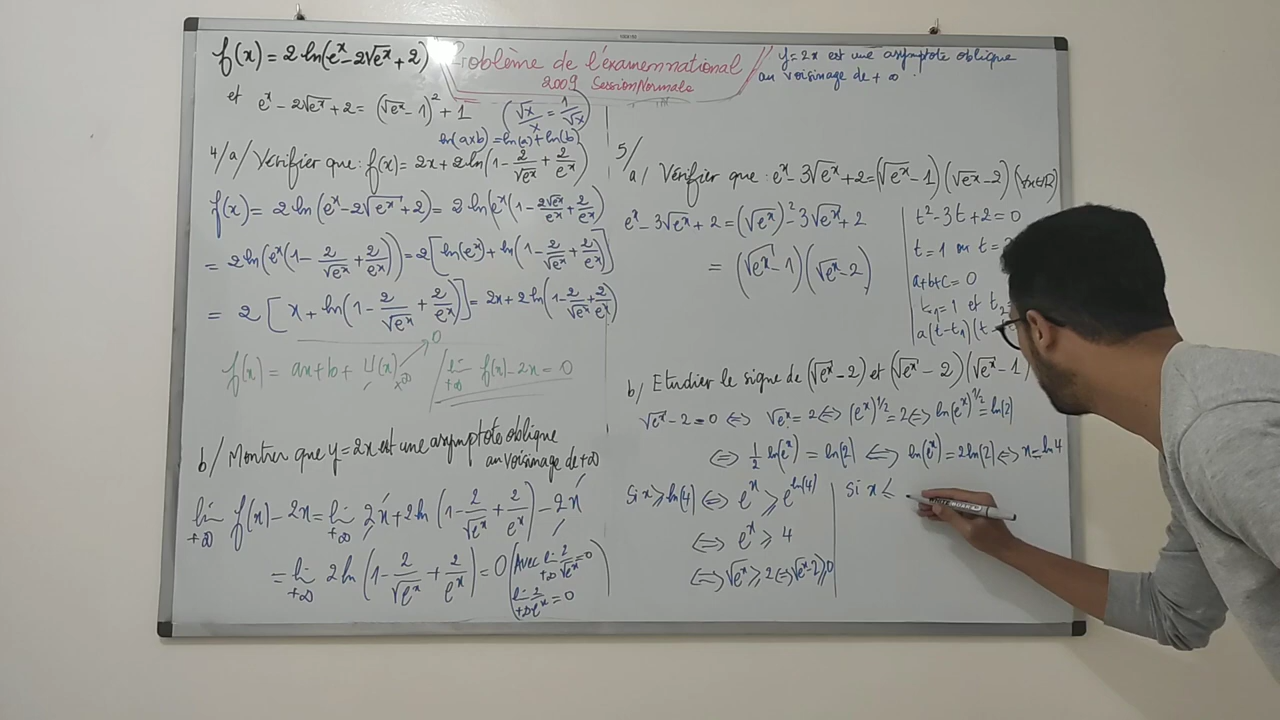 f(x) = 2 ln(eˣ - 2√eˣ + 2)
Problème de l'examen national
2009 Session Normale
y = 2x est une asymptote oblique
au voisinage de +∞
et eˣ - 2√eˣ + 2 = (√eˣ - 1)² + 1 (√x/x = 1/√x)
ln(a×b) = ln(a) + ln(b)
4/a/ Vérifier que : f(x) = 2x + 2ln(1 - 2/√eˣ + 2/eˣ)
f(x) = 2 ln(eˣ - 2√eˣ + 2) = 2 ln(eˣ(1 - 2√eˣ/eˣ + 2/eˣ)
= 2ln(eˣ(1 - 2/√eˣ + 2/eˣ)) = 2[ln(eˣ) + ln(1 - 2/√eˣ + 2/eˣ)]
= 2[x + ln(1 - 2/√eˣ + 2/eˣ)] = 2x + 2ln(1 - 2/√eˣ + 2/eˣ)
f(x) = ax + b + φ(x) → 0
+∞
lim f(x) - 2x = 0
+∞
b/ Montrer que y = 2x est une asymptote oblique
au voisinage de +∞
lim f(x) - 2x = lim 2x + 2ln(1 - 2/√eˣ + 2/eˣ) - 2x
+∞ +∞
= lim 2ln(1 - 2/√eˣ + 2/eˣ) = 0 (Avec lim 2/√eˣ = 0
+∞ +∞
lim 2/eˣ = 0
+∞
5/
a/ Vérifier que : eˣ - 3√eˣ + 2 = (√eˣ - 1)(√eˣ - 2) (∀x∈ℝ)
eˣ - 3√eˣ + 2 = (√eˣ)² - 3√eˣ + 2
= (√eˣ - 1)(√eˣ - 2)
t² - 3t + 2 = 0
t = 1 ou t =
a+b+c = 0
t₁ = 1 et t₂ =
a(t - t₁)(t -
b/ Etudier le signe de (√eˣ - 2) et (√eˣ - 2)(√eˣ - 1)
√eˣ - 2 = 0 ⇔ √eˣ = 2 ⇔ (eˣ)^1/2 = 2 ⇔ ln(eˣ)^1/2 = ln(2)
⇔ 1/2 ln(eˣ) = ln(2) ⇔ ln(eˣ) = 2ln(2) ⇔ x = ln4
Si x ⩾ ln(4) ⇔ eˣ ⩾ e^ln(4)
⇔ eˣ ⩾ 4
⇔ √eˣ ⩾ 2 ⇔ √eˣ - 2 ⩾ 0
Si x ⩽